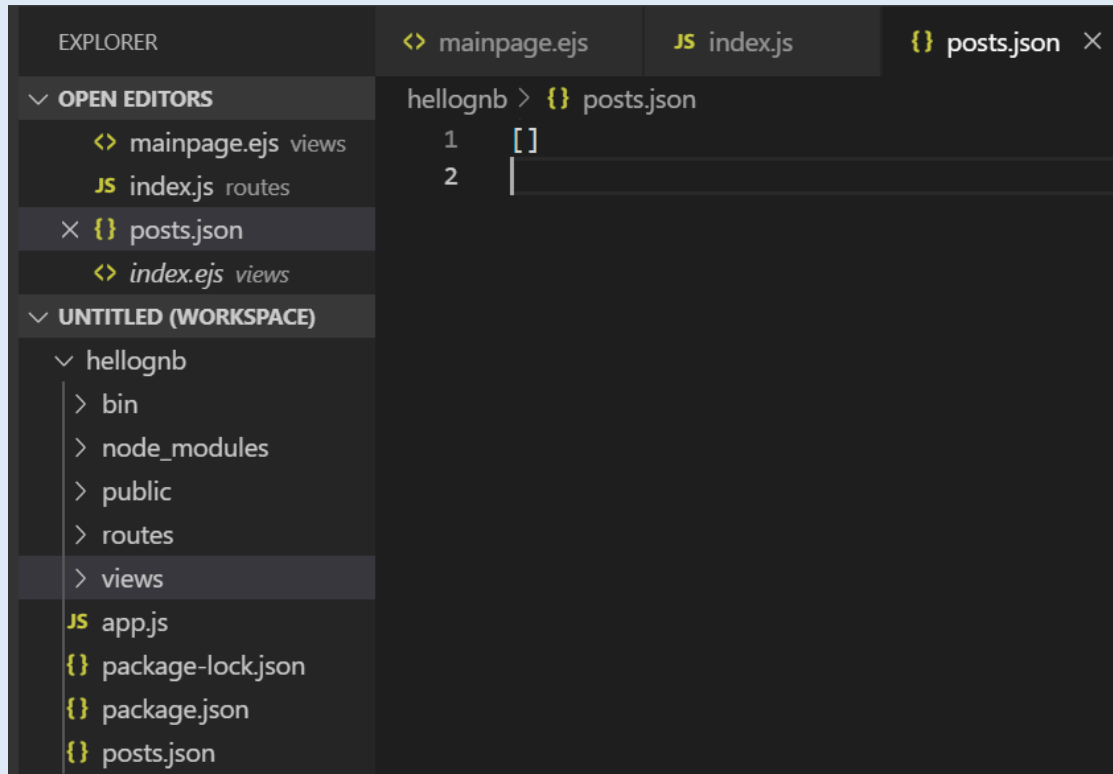 EXPLORER
mainpage.ejs
JS index.js
{} posts.json ×
OPEN EDITORS
mainpage.ejs views
JS index.js routes
{} posts.json
index.ejs views
UNTITLED (WORKSPACE)
hellognb
bin
node_modules
public
routes
views
JS app.js
{} package-lock.json
{} package.json
{} posts.json
hellognb > {} posts.json
1 []
2